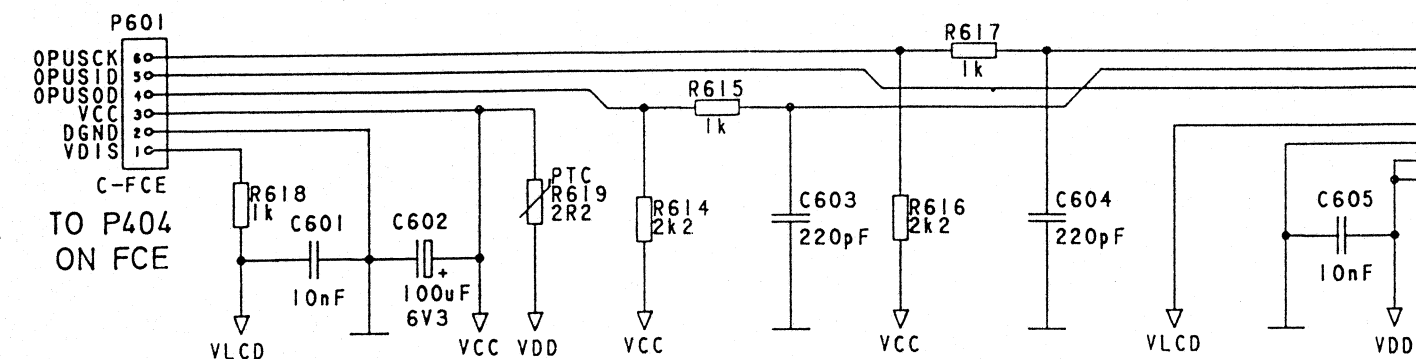 P601
OPUSCK 6
OPUSID 5
OPUSOD 4
VCC 3
DGND 2
VDIS 1
C-FCE
TO P404
ON FCE
R618
1k
C601
10nF
C602
+
100uF
6V3
PTC
R619
2R2
R615
1k
R614
2k2
C603
220pF
R617
1k
R616
2k2
C604
220pF
C605
10nF
VLCD
VCC
VDD
VCC
VCC
VLCD
VDD